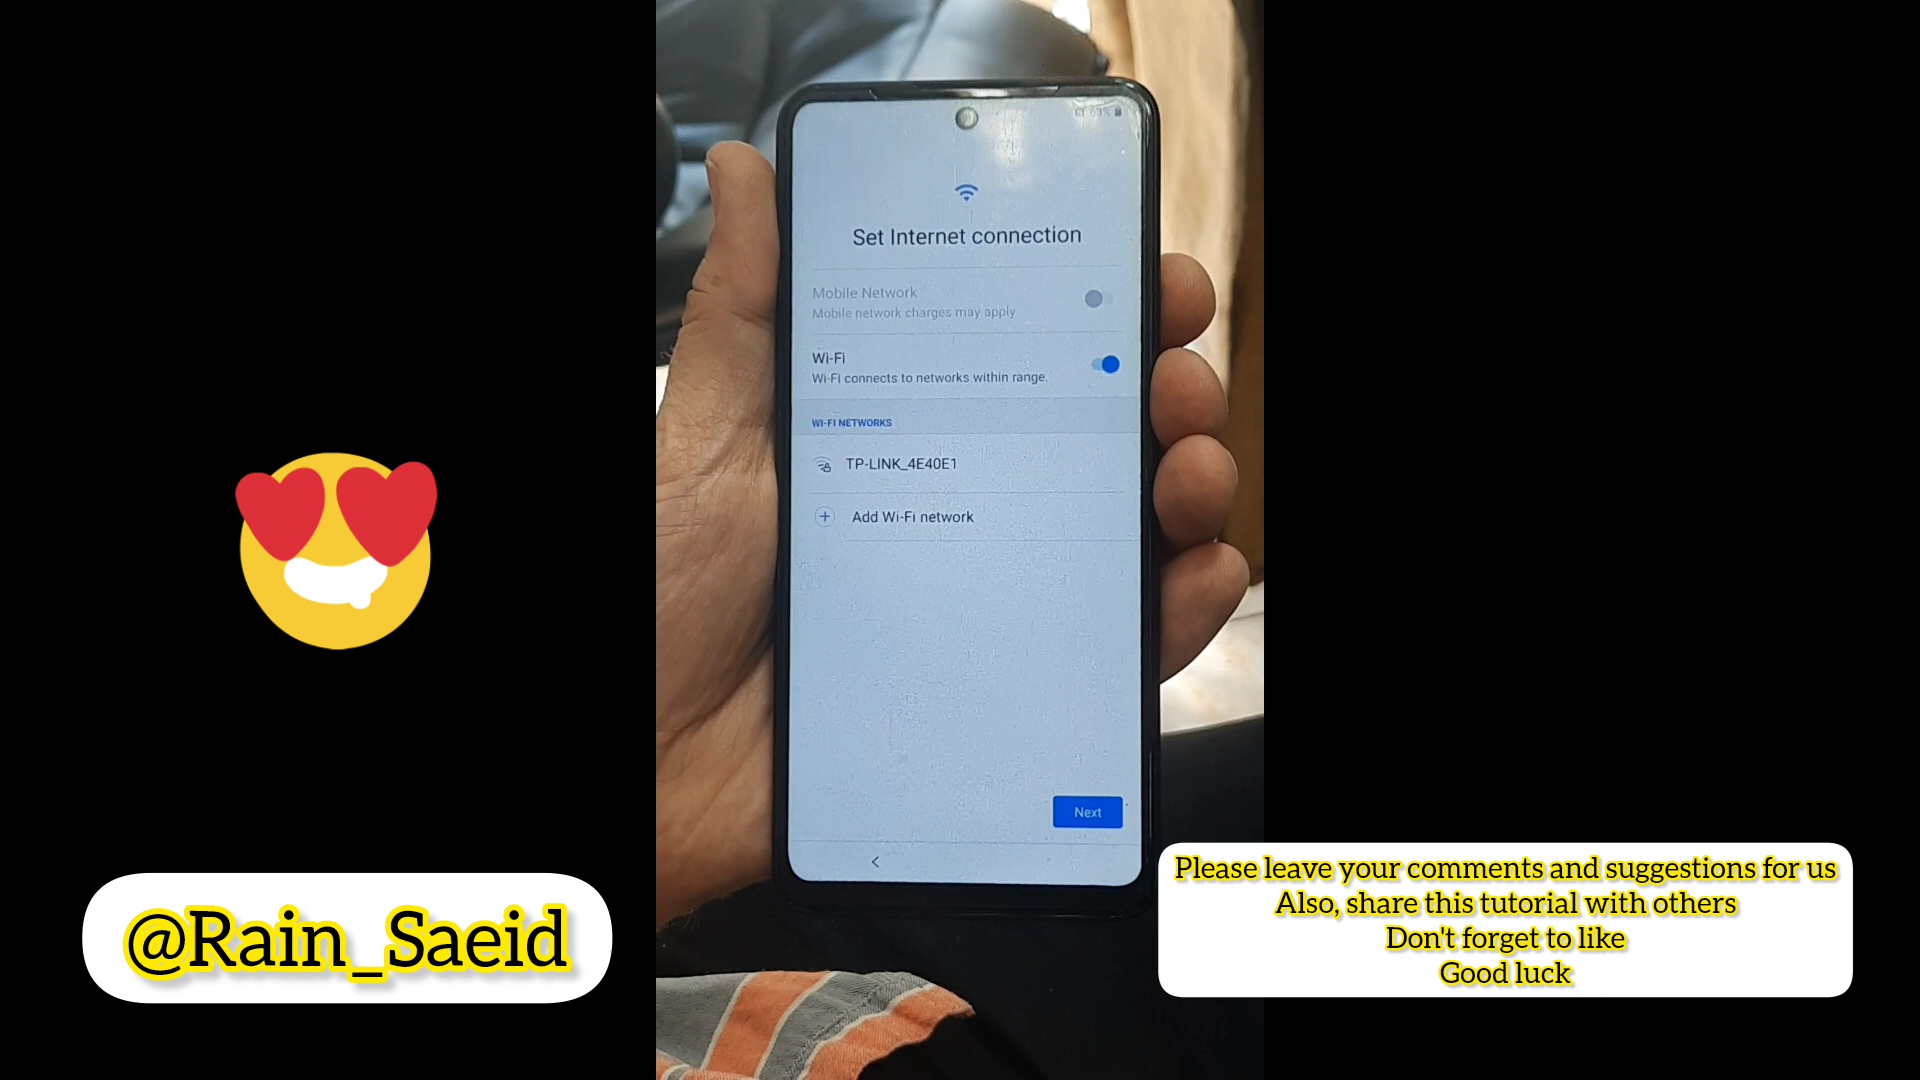 63%
Set Internet connection
Mobile Network
Mobile network charges may apply
Wi-Fi
Wi-Fi connects to networks within range.
WI-FI NETWORKS
TP-LINK_4E40E1
Add Wi-Fi network
Next
@Rain_Saeid
Please leave your comments and suggestions for us
Also, share this tutorial with others
Don't forget to like
Good luck